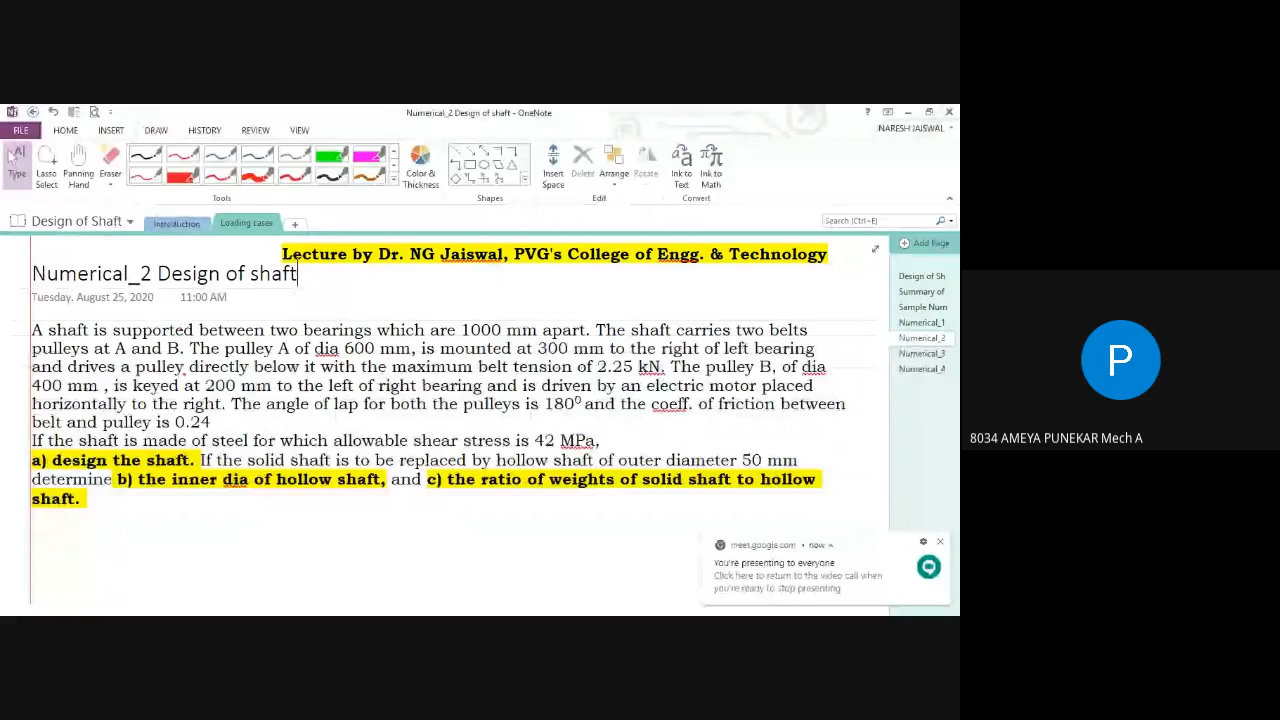 Numerical_2 Design of shaft - OneNote
FILE HOME INSERT DRAW HISTORY REVIEW VIEW
NARESH JAISWAL
Type
Lasso Select
Panning Hand
Eraser
Color & Thickness
Insert Space
Delete
Arrange
Rotate
Ink to Text
Ink to Math
Tools
Shapes
Edit
Convert
Design of Shaft
Introduction
Loading cases
Search (Ctrl+E)
Lecture by Dr. NG Jaiswal, PVG's College of Engg. & Technology
Numerical_2 Design of shaft
Tuesday, August 25, 2020 11:00 AM
A shaft is supported between two bearings which are 1000 mm apart. The shaft carries two belts
pulleys at A and B. The pulley A of dia 600 mm, is mounted at 300 mm to the right of left bearing
and drives a pulley directly below it with the maximum belt tension of 2.25 kN. The pulley B, of dia
400 mm , is keyed at 200 mm to the left of right bearing and is driven by an electric motor placed
horizontally to the right. The angle of lap for both the pulleys is 180⁰ and the coeff. of friction between
belt and pulley is 0.24
If the shaft is made of steel for which allowable shear stress is 42 MPa,
a) design the shaft. If the solid shaft is to be replaced by hollow shaft of outer diameter 50 mm
determine b) the inner dia of hollow shaft, and c) the ratio of weights of solid shaft to hollow
shaft.
Add Page
Design of Sh
Summary of
Sample Num
Numerical_1
Numerical_2
Numerical_3
Numerical_4
meet.google.com • now
You're presenting to everyone
Click here to return to the video call when
you're ready to stop presenting
P
8034 AMEYA PUNEKAR Mech A